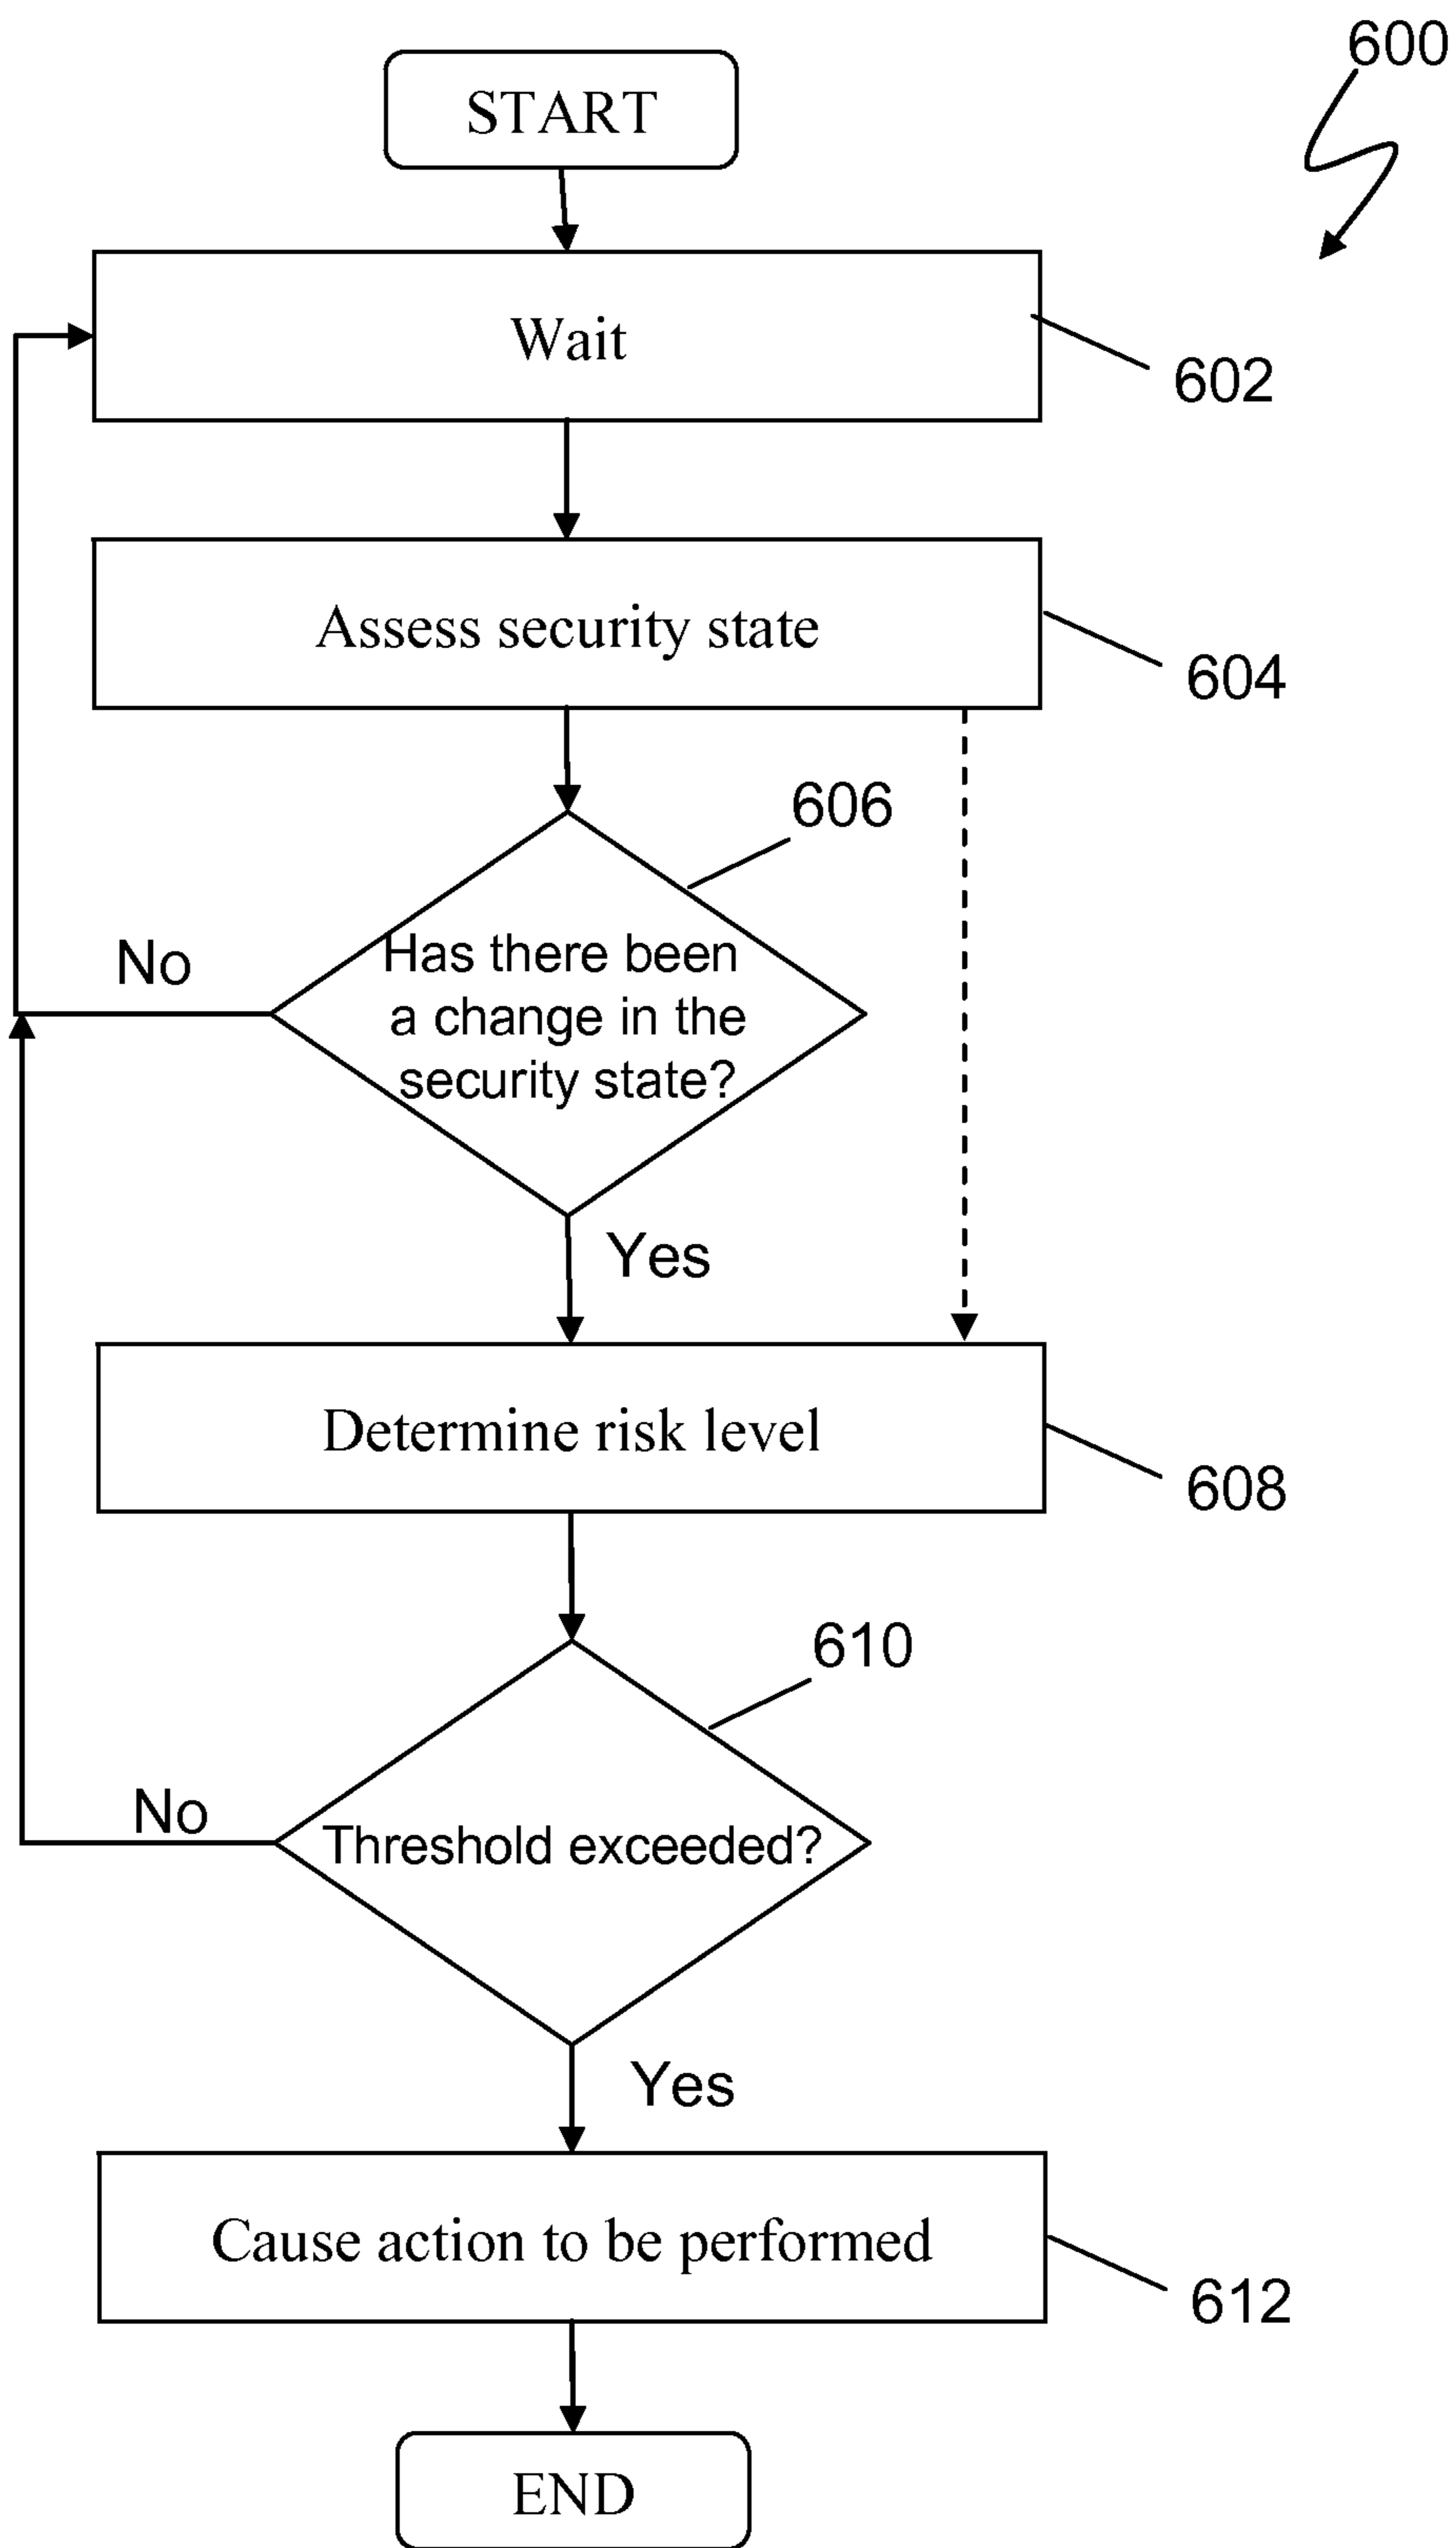 600
START
Wait
602
Assess security state
604
606
Has there been
a change in the
security state?
No
Yes
Determine risk level
608
610
Threshold exceeded?
No
Yes
Cause action to be performed
612
END